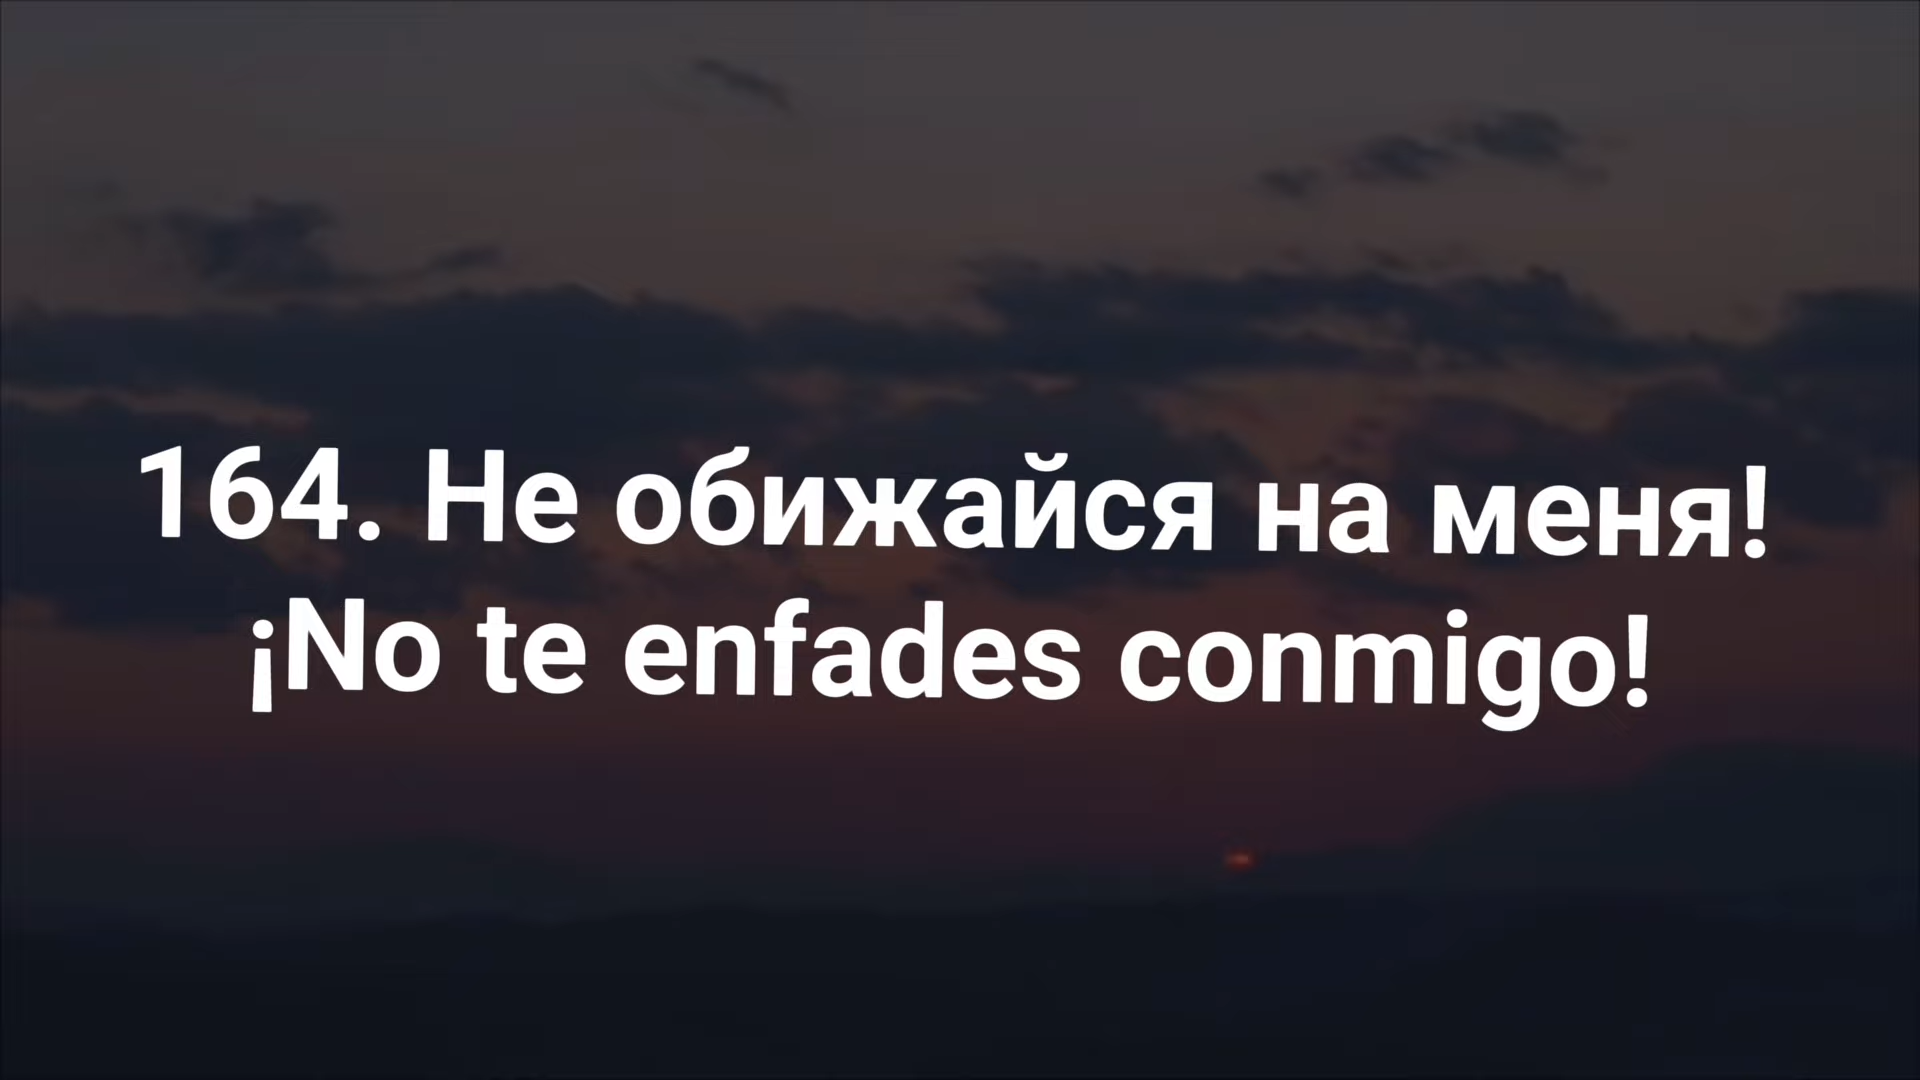 164. Не обижайся на меня!
¡No te enfades conmigo!